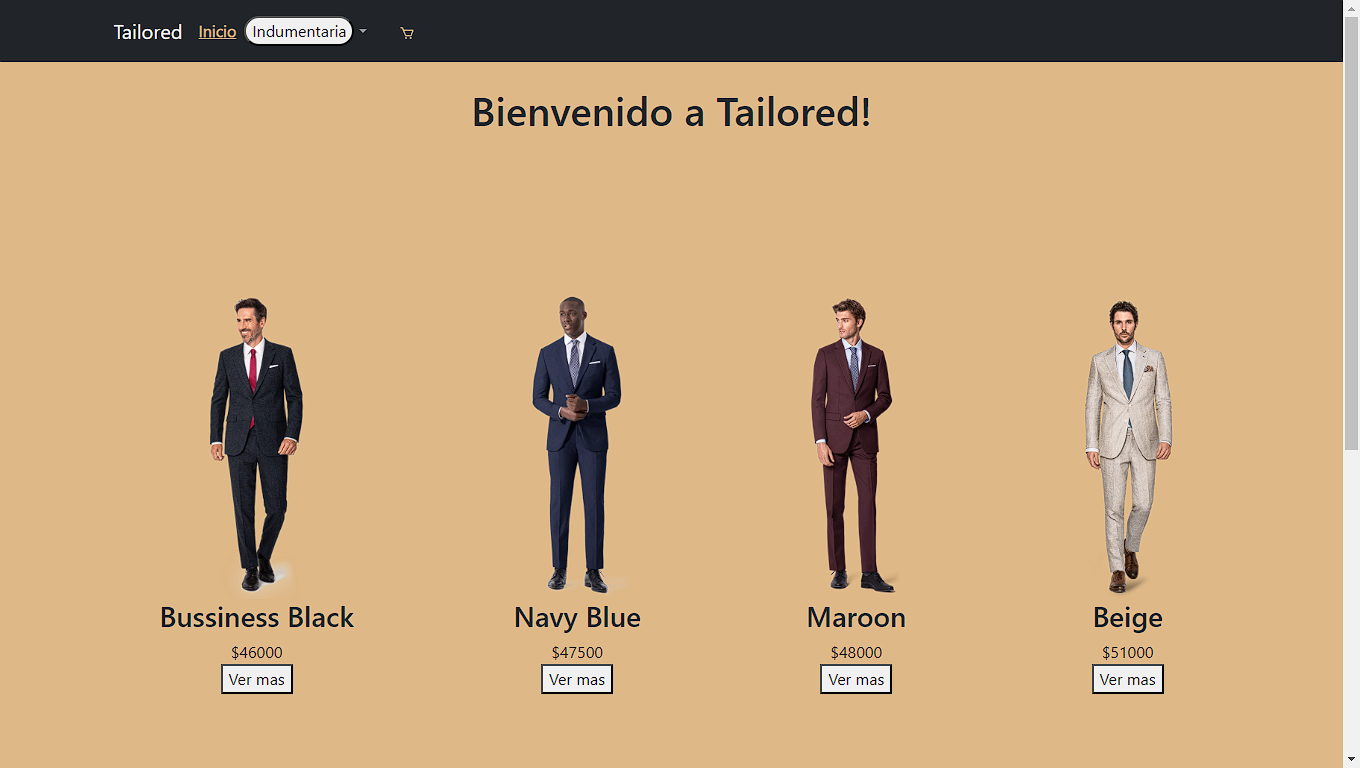 Tailored Inicio Indumentaria
Bienvenido a Tailored!
Bussiness Black Navy Blue Maroon Beige
$46000 $47500 $48000 $51000
Ver mas Ver mas Ver mas Ver mas